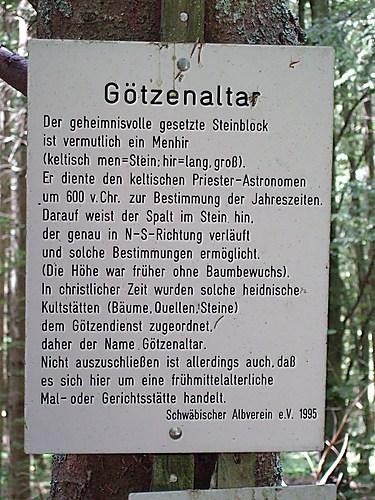 Götzenaltar
Der geheimnisvolle gesetzte Steinblock
ist vermutlich ein Menhir
(keltisch men=Stein; hir=lang, groß).
Er diente den keltischen Priester-Astronomen
um 600 v. Chr. zur Bestimmung der Jahreszeiten.
Darauf weist der Spalt im Stein hin,
der genau in N-S-Richtung verläuft
und solche Bestimmungen ermöglicht.
(Die Höhe war früher ohne Baumbewuchs).
In christlicher Zeit wurden solche heidnische
Kultstätten (Bäume, Quellen, Steine)
dem Götzendienst zugeordnet,
daher der Name Götzenaltar.
Nicht auszuschließen ist allerdings auch, daß
es sich hier um eine frühmittelalterliche
Mal- oder Gerichtsstätte handelt.
Schwäbischer Albverein e.V. 1995